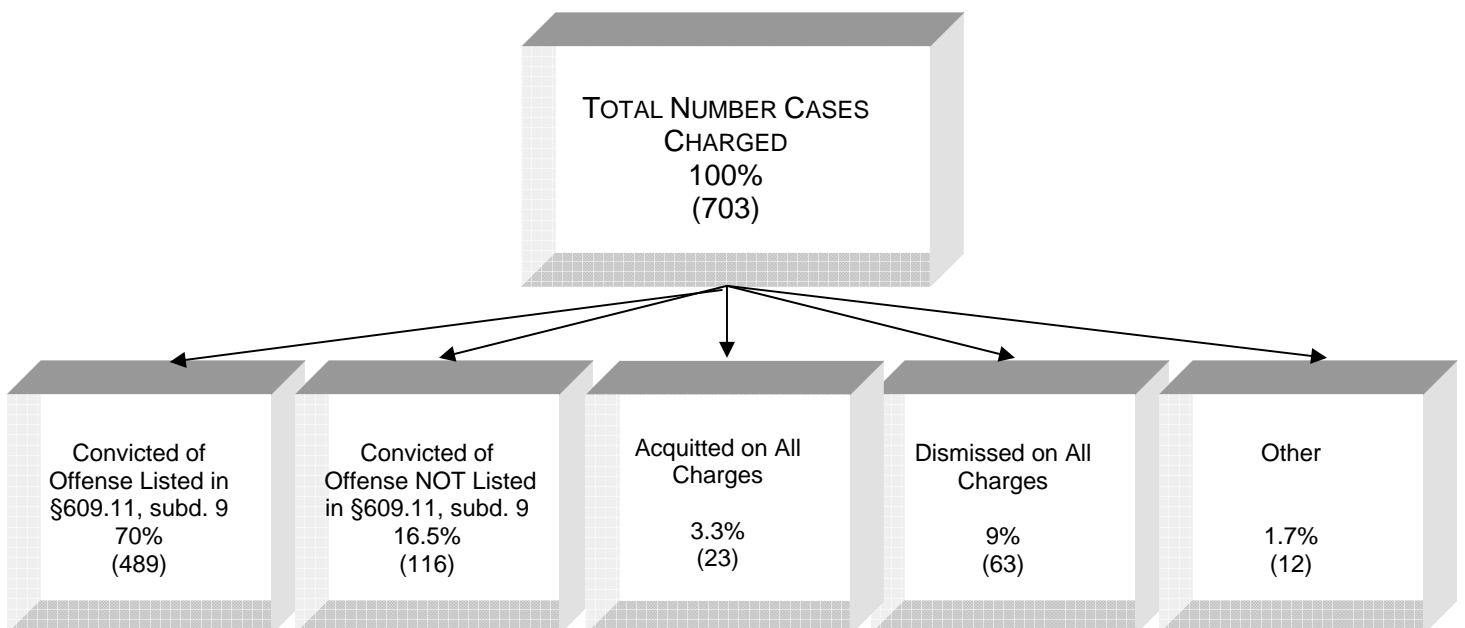 TOTAL NUMBER CASES
CHARGED
100%
(703)
Convicted of
Offense Listed in
§609.11, subd. 9
70%
(489)
Convicted of
Offense NOT Listed
in §609.11, subd. 9
16.5%
(116)
Acquitted on All
Charges
3.3%
(23)
Dismissed on All
Charges
9%
(63)
Other
1.7%
(12)